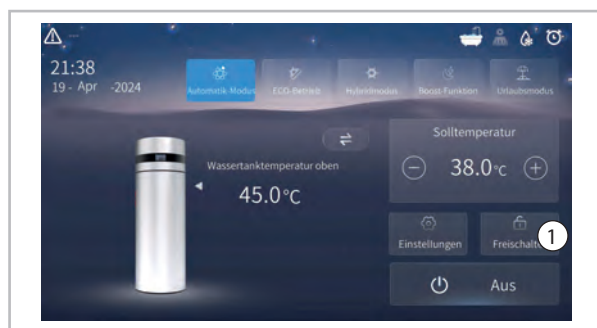 21:38
19 - Apr -2024
Automatik-Modus
ECO-Betrieb
Hybridmodus
Boost-Funktion
Urlaubsmodus
Solltemperatur
38.0°C
Wassertanktemperatur oben
45.0°C
Einstellungen
1
Aus